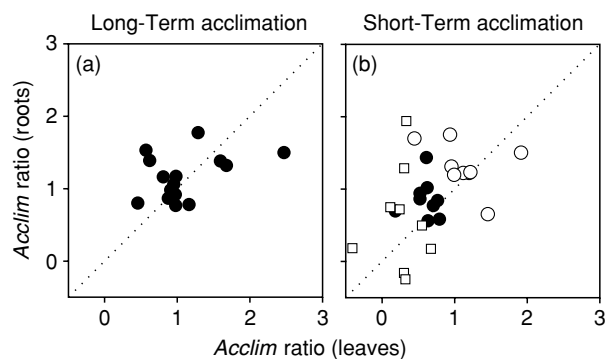 Long-Term acclimation
Short-Term acclimation
(a)
(b)
Acclim ratio (roots)
3
2
1
0
0 1 2 3
0 1 2 3
Acclim ratio (leaves)